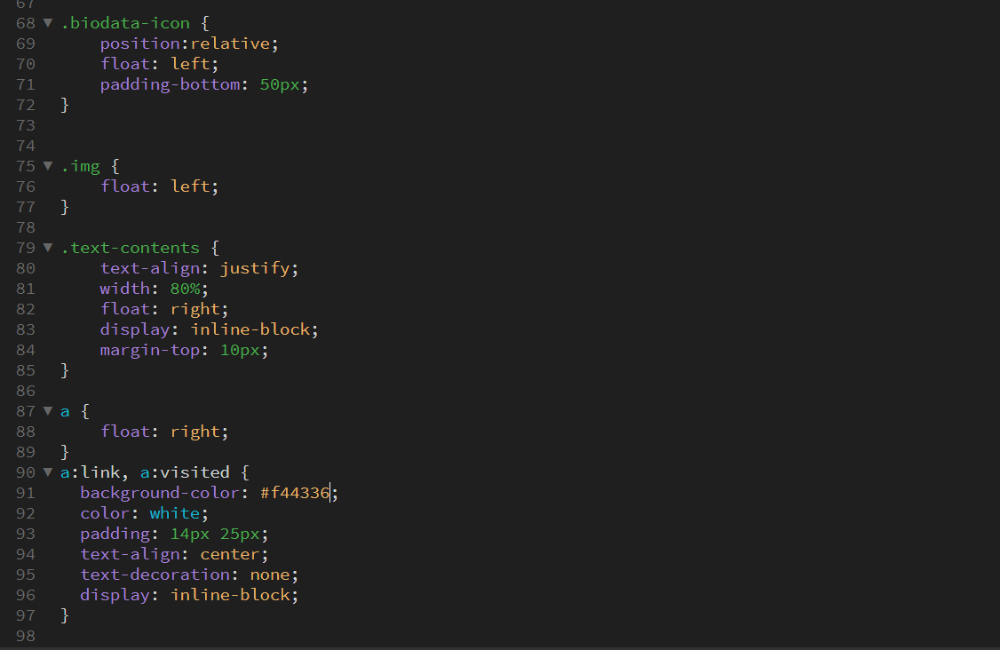 67
68 ▼ .biodata-icon {
69     position:relative;
70     float: left;
71     padding-bottom: 50px;
72 }
73
74
75 ▼ .img {
76     float: left;
77 }
78
79 ▼ .text-contents {
80     text-align: justify;
81     width: 80%;
82     float: right;
83     display: inline-block;
84     margin-top: 10px;
85 }
86
87 ▼ a {
88     float: right;
89 }
90 ▼ a:link, a:visited {
91   background-color: #f44336;
92   color: white;
93   padding: 14px 25px;
94   text-align: center;
95   text-decoration: none;
96   display: inline-block;
97 }
98